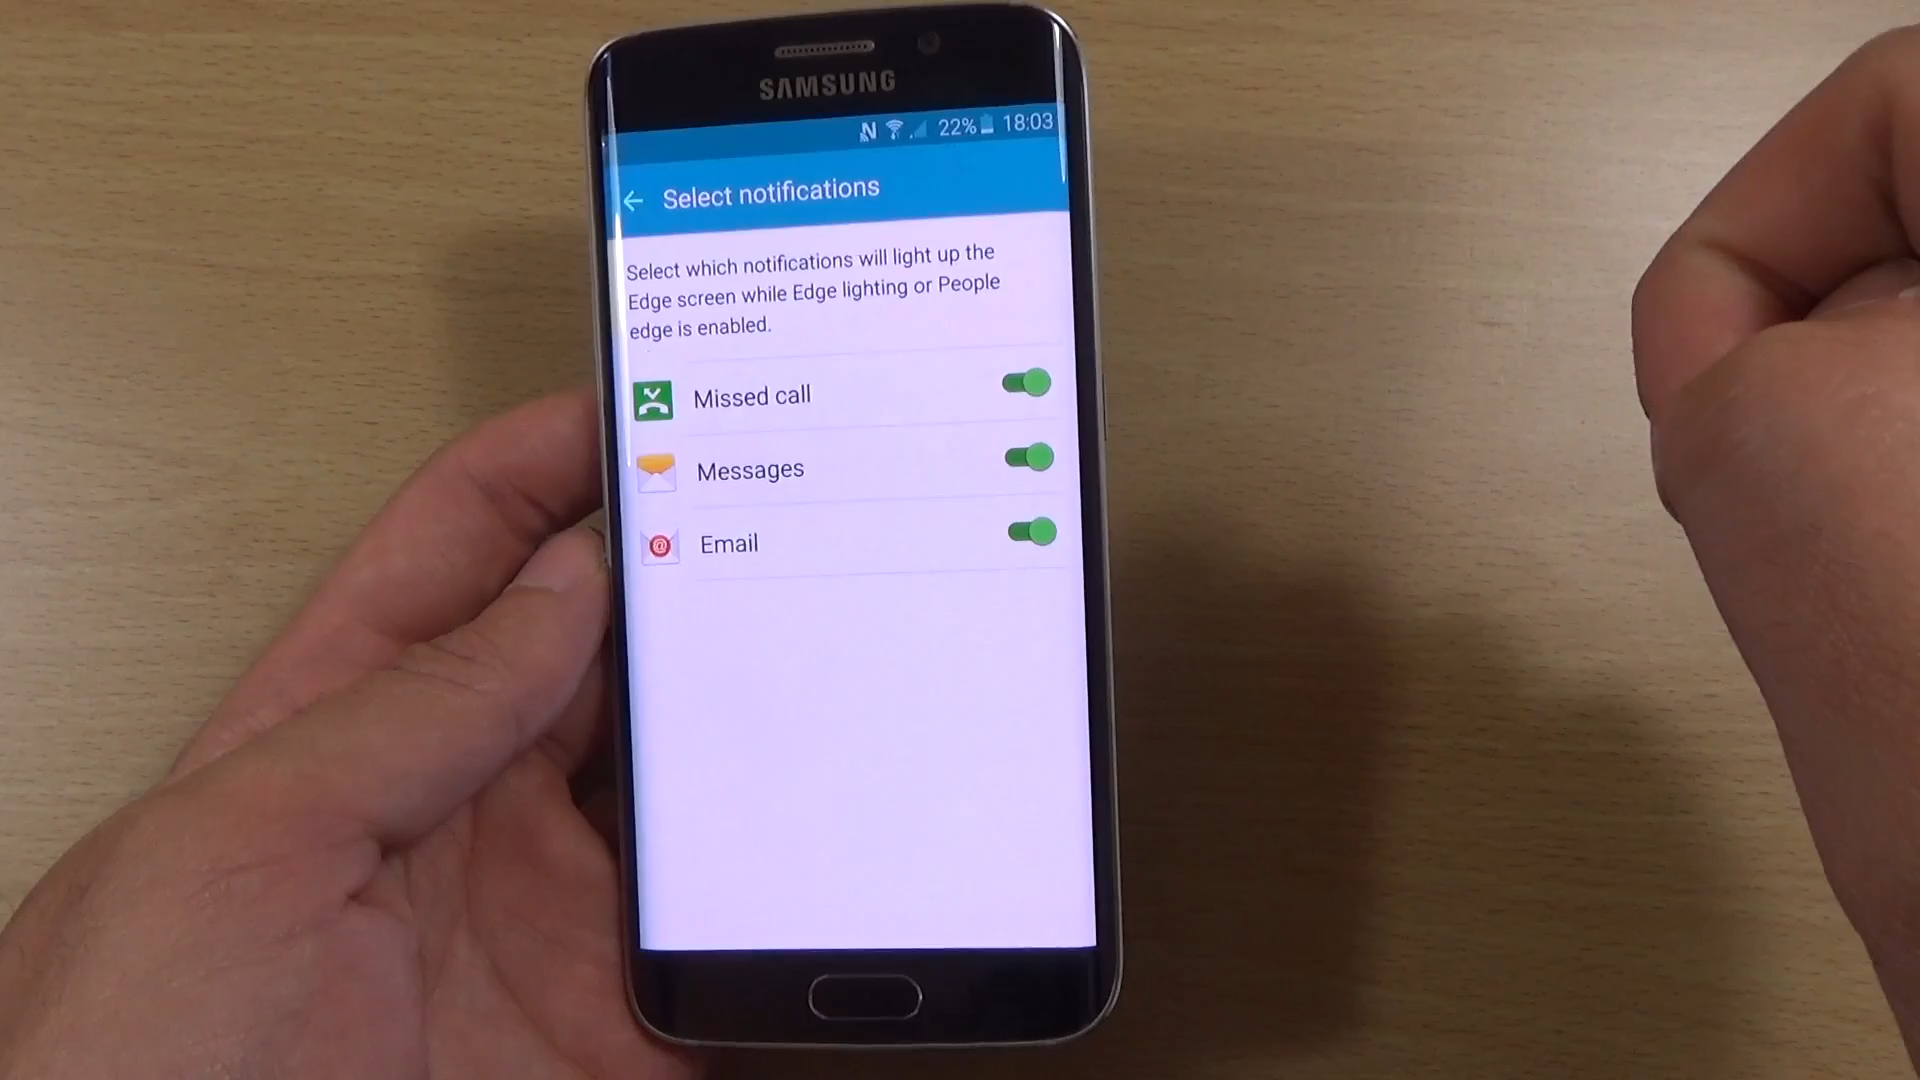 SAMSUNG
22% 18:03
Select notifications
Select which notifications will light up the
Edge screen while Edge lighting or People
edge is enabled.
Missed call
Messages
@ Email